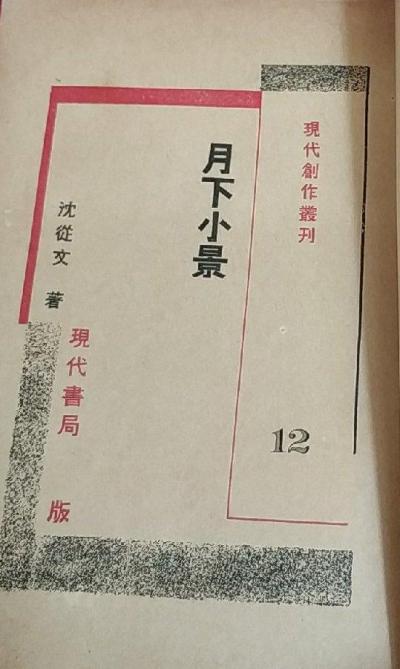 現代創作叢刊
12
月下小景
沈從文 著
現代書局 版